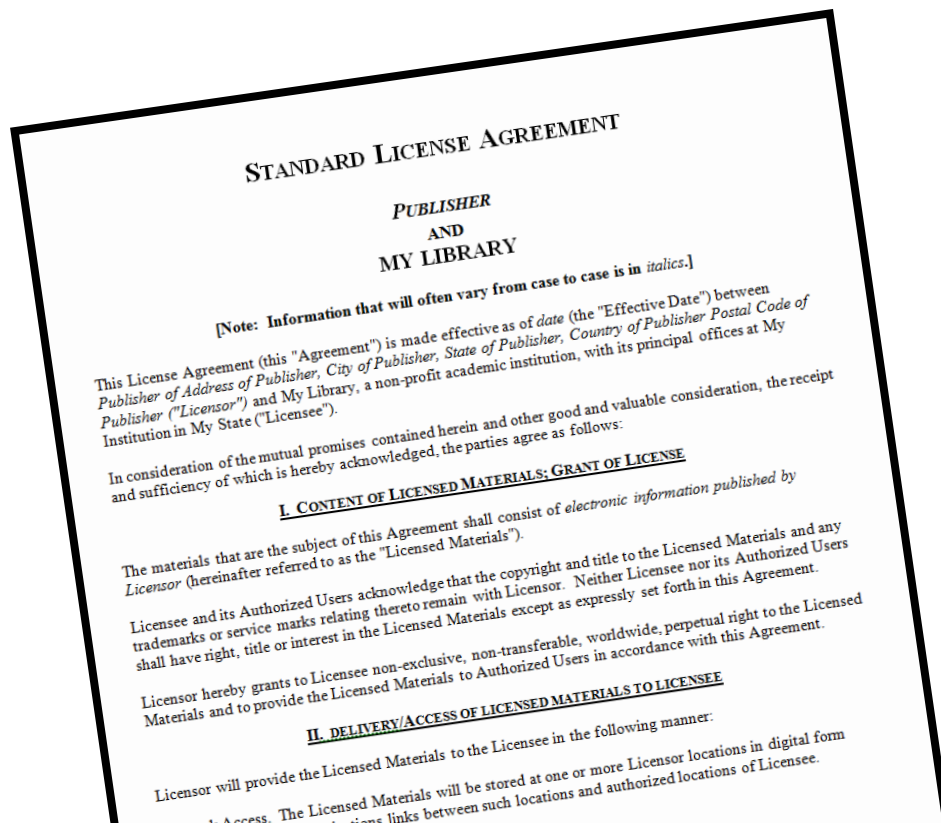 STANDARD LICENSE AGREEMENT
PUBLISHER
AND
MY LIBRARY
[Note: Information that will often vary from case to case is in italics.]
This License Agreement (this "Agreement") is made effective as of date (the "Effective Date") between
Publisher of Address of Publisher, City of Publisher, State of Publisher, Country of Publisher Postal Code of
Publisher ("Licensor") and My Library, a non-profit academic institution, with its principal offices at My
Institution in My State ("Licensee").
In consideration of the mutual promises contained herein and other good and valuable consideration, the receipt
and sufficiency of which is hereby acknowledged, the parties agree as follows:
I. CONTENT OF LICENSED MATERIALS; GRANT OF LICENSE
The materials that are the subject of this Agreement shall consist of electronic information published by
Licensor (hereinafter referred to as the "Licensed Materials").
Licensee and its Authorized Users acknowledge that the copyright and title to the Licensed Materials and any
trademarks or service marks relating thereto remain with Licensor. Neither Licensee nor its Authorized Users
shall have right, title or interest in the Licensed Materials except as expressly set forth in this Agreement.
Licensor hereby grants to Licensee non-exclusive, non-transferable, worldwide, perpetual right to the Licensed
Materials and to provide the Licensed Materials to Authorized Users in accordance with this Agreement.
II. DELIVERY/ACCESS OF LICENSED MATERIALS TO LICENSEE
Licensor will provide the Licensed Materials to the Licensee in the following manner:
Access. The Licensed Materials will be stored at one or more Licensor locations in digital form
links between such locations and authorized locations of Licensee.